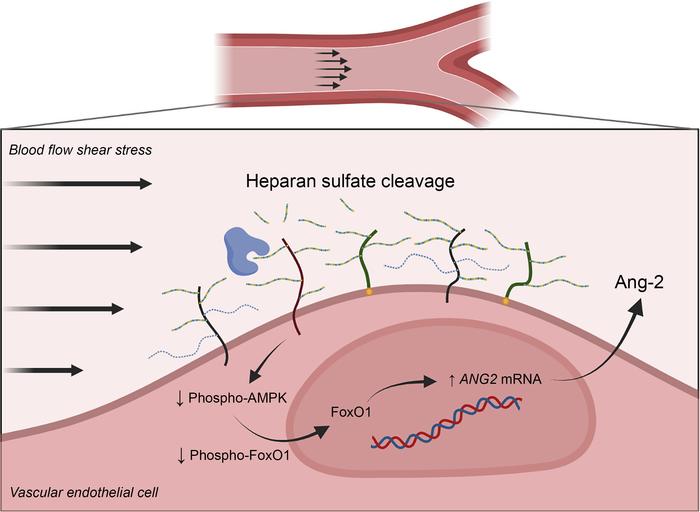 Blood flow shear stress
Heparan sulfate cleavage
Ang-2
↓ Phospho-AMPK
↑ ANG2 mRNA
FoxO1
↓ Phospho-FoxO1
Vascular endothelial cell